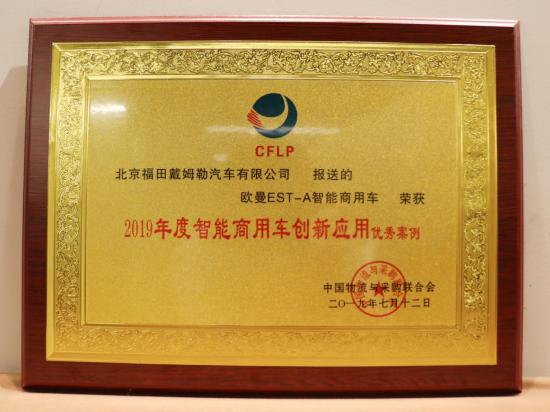 CFLP
北京福田戴姆勒汽车有限公司 报送的
欧曼EST-A智能商用车 荣获
2019年度智能商用车创新应用优秀案例
中国物流与采购联合会
二〇一九年七月十二日